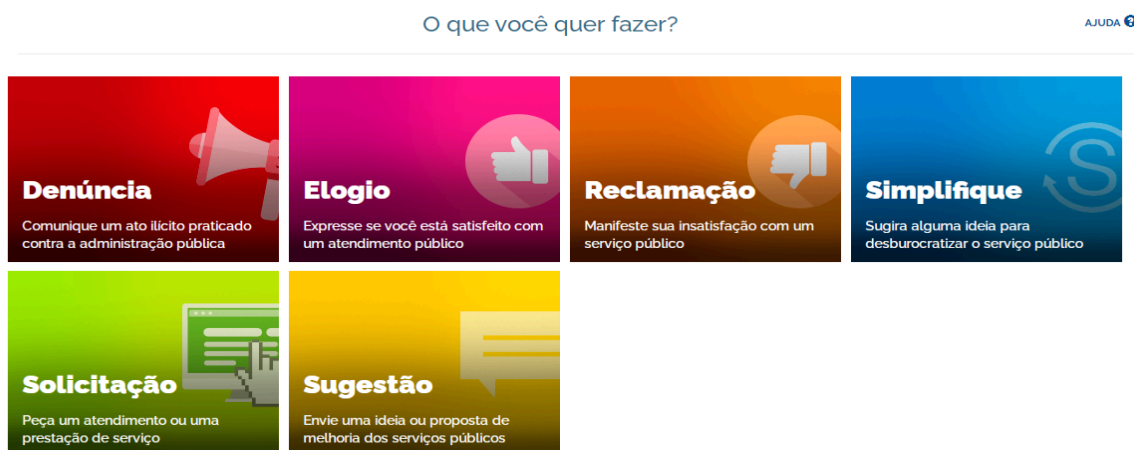 O que você quer fazer?
AJUDA
Denúncia
Comunique um ato ilícito praticado
contra a administração pública
Elogio
Expresse se você está satisfeito com
um atendimento público
Reclamação
Manifeste sua insatisfação com um
serviço público
Simplifique
Sugira alguma ideia para
desburocratizar o serviço público
Solicitação
Peça um atendimento ou uma
prestação de serviço
Sugestão
Envie uma ideia ou proposta de
melhoria dos serviços públicos